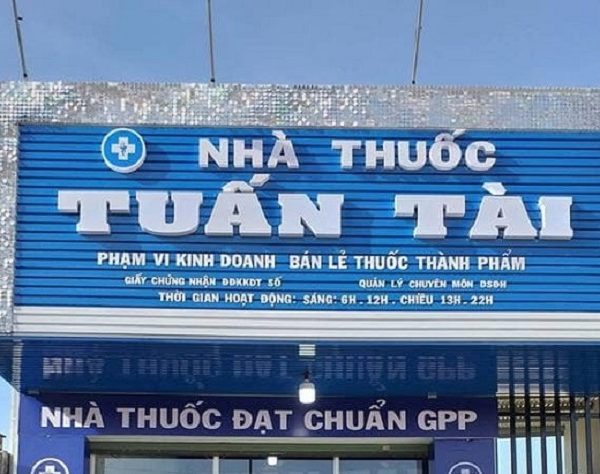 NHÀ THUỐC
TUẤN TÀI
PHẠM VI KINH DOANH BÁN LẺ THUỐC THÀNH PHẨM
GIẤY CHỨNG NHẬN ĐĐKKDT SỐ QUẢN LÝ CHUYÊN MÔN DSĐH
THỜI GIAN HOẠT ĐỘNG: SÁNG: 6H - 12H - CHIỀU 13H - 22H
NHÀ THUỐC ĐẠT CHUẨN GPP